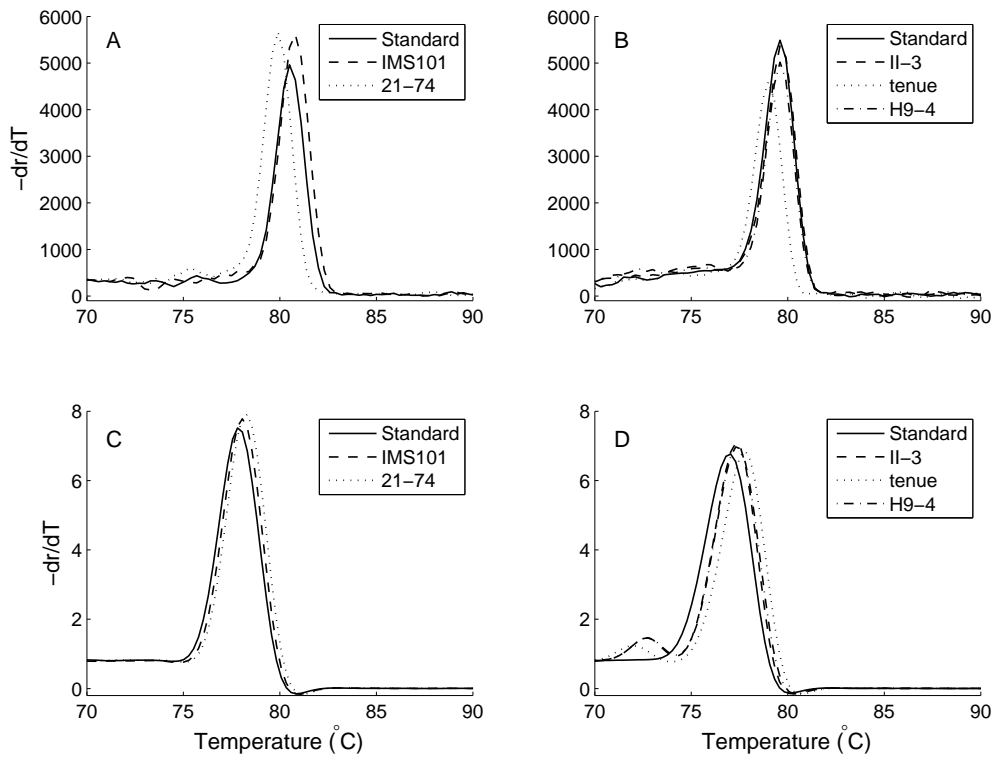 A
Standard
IMS101
21−74
6000
5000
4000
3000
2000
1000
0
−dr/dT
70 75 80 85 90
B
Standard
II−3
tenue
H9−4
6000
5000
4000
3000
2000
1000
0
70 75 80 85 90
C
Standard
IMS101
21−74
8
6
4
2
0
−dr/dT
70 75 80 85 90
Temperature (°C)
D
Standard
II−3
tenue
H9−4
8
6
4
2
0
70 75 80 85 90
Temperature (°C)